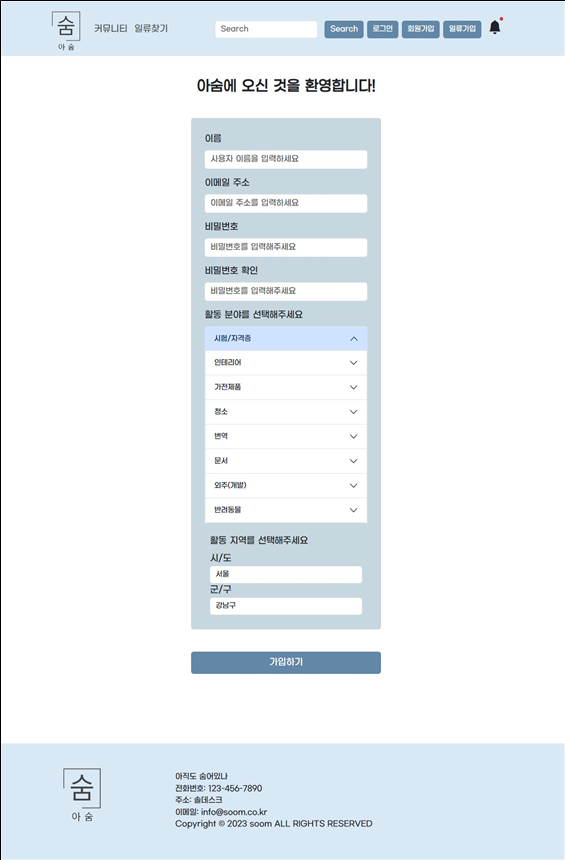 숨
아 숨
커뮤니티 일류찾기
Search
Search
로그인
회원가입
일류가입
아숨에 오신 것을 환영합니다!
이름
사용자 이름을 입력하세요
이메일 주소
이메일 주소를 입력하세요
비밀번호
비밀번호를 입력해주세요
비밀번호 확인
비밀번호를 입력해주세요
활동 분야를 선택해주세요
시험/자격증
인테리어
가전제품
청소
번역
문서
외주(개발)
반려동물
활동 지역를 선택해주세요
시/도
서울
군/구
강남구
가입하기
숨
아 숨
아직도 숨어있나
전화번호: 123-456-7890
주소: 솔데스크
이메일: info@soom.co.kr
Copyright © 2023 soom ALL RIGHTS RESERVED